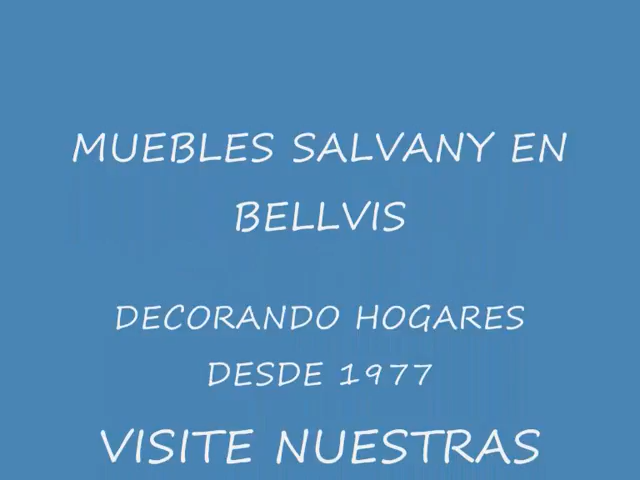 MUEBLES SALVANY EN
BELLVIS
DECORANDO HOGARES
DESDE 1977
VISITE NUESTRAS